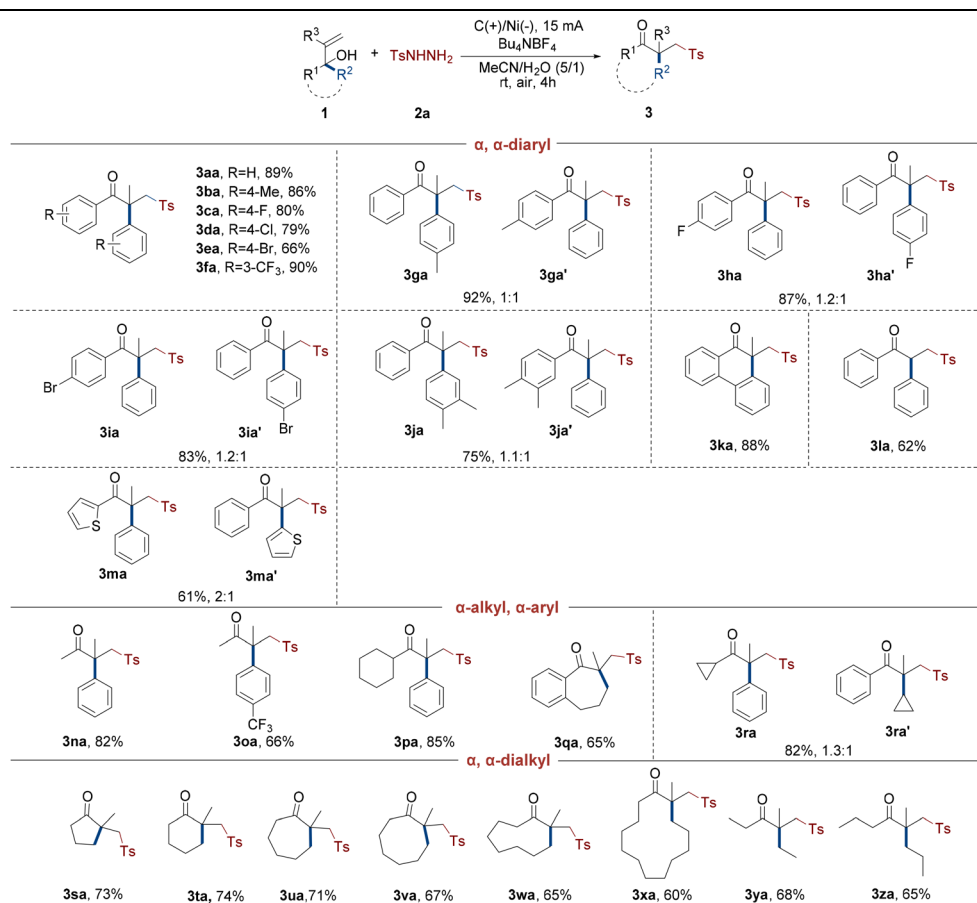 R³
OH
R¹ R²
1
+
TsNHNH₂
2a
C(+)/Ni(-), 15 mA
Bu₄NBF₄
MeCN/H₂O (5/1)
rt, air, 4h
O
R³
R¹
Ts
R²
3
α, α-diaryl
O
Ts
R
R
3aa, R=H, 89%
3ba, R=4-Me, 86%
3ca, R=4-F, 80%
3da, R=4-Cl, 79%
3ea, R=4-Br, 66%
3fa, R=3-CF₃, 90%
O
Ts
3ga
O
Ts
3ga'
92%, 1:1
O
Ts
F
3ha
O
Ts
F
3ha'
87%, 1.2:1
O
Ts
Br
3ia
O
Ts
Br
3ia'
83%, 1.2:1
O
Ts
3ja
O
Ts
3ja'
75%, 1.1:1
O
Ts
3ka, 88%
O
Ts
3la, 62%
O
Ts
S
3ma
O
Ts
S
3ma'
61%, 2:1
α-alkyl, α-aryl
O
Ts
3na, 82%
O
Ts
CF₃
3oa, 66%
O
Ts
3pa, 85%
O
Ts
3qa, 65%
O
Ts
3ra
O
Ts
3ra'
82%, 1.3:1
α, α-dialkyl
O
Ts
3sa, 73%
O
Ts
3ta, 74%
O
Ts
3ua, 71%
O
Ts
3va, 67%
O
Ts
3wa, 65%
O
Ts
3xa, 60%
O
Ts
3ya, 68%
O
Ts
3za, 65%